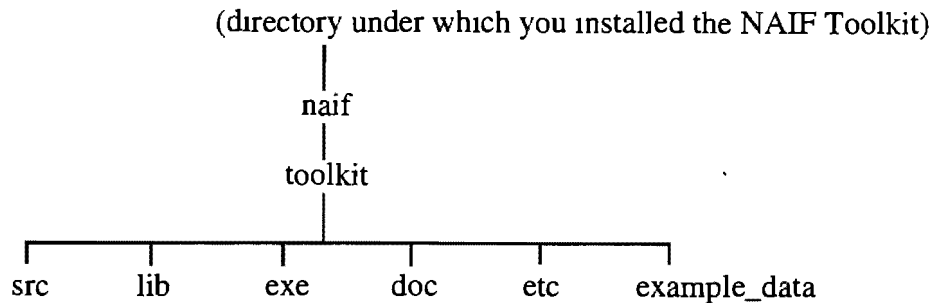 (directory under which you installed the NAIF Toolkit)
naif
toolkit
src lib exe doc etc example_data